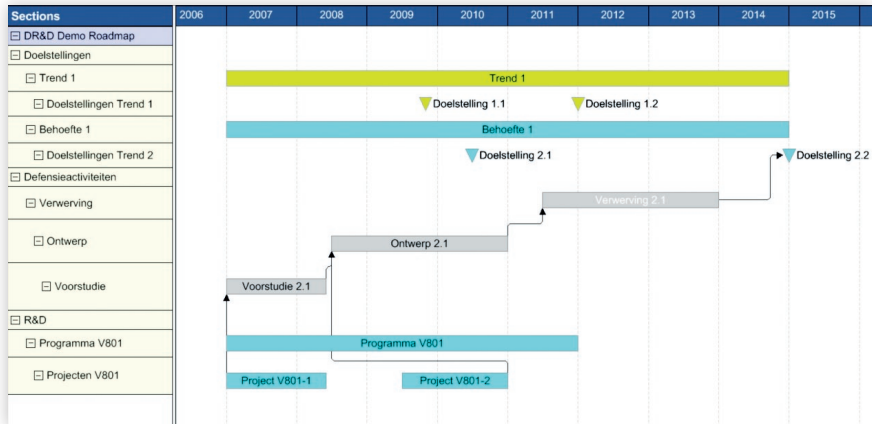 Sections 2006 2007 2008 2009 2010 2011 2012 2013 2014 2015
DR&D Demo Roadmap
Doelstellingen
Trend 1 Trend 1
Doelstellingen Trend 1 Doelstelling 1.1 Doelstelling 1.2
Behoefte 1 Behoefte 1
Doelstellingen Trend 2 Doelstelling 2.1 Doelstelling 2.2
Defensieactiviteiten
Verwerving Verwerving 2.1
Ontwerp Ontwerp 2.1
Voorstudie Voorstudie 2.1
R&D
Programma V801 Programma V801
Projecten V801 Project V801-1 Project V801-2